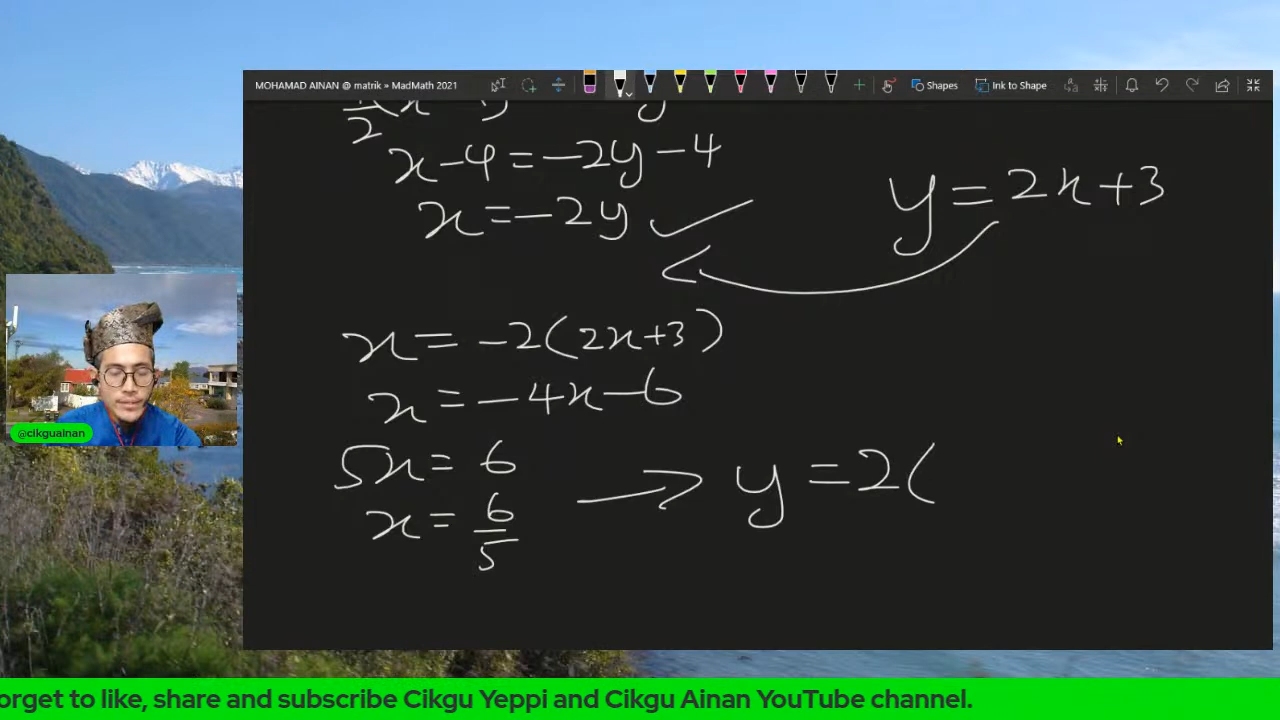 MOHAMAD AINAN @ matrik » MadMath 2021
Shapes
Ink to Shape
2
x-4=-2y-4
x=-2y
y=2x+3
x=-2(2x+3)
x=-4x-6
5x=6
x=6/5
→ y=2(
@cikguainan
orget to like, share and subscribe Cikgu Yeppi and Cikgu Ainan YouTube channel.